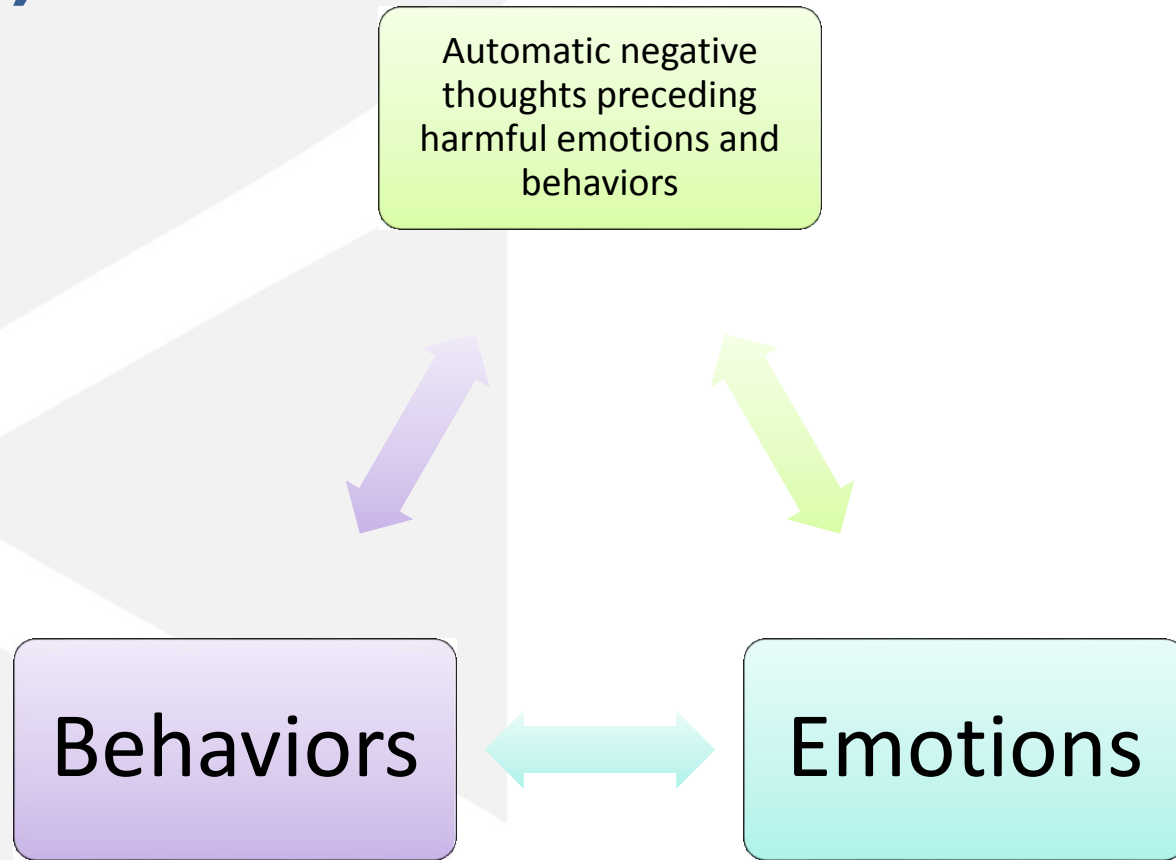 Automatic negative
thoughts preceding
harmful emotions and
behaviors
Behaviors
Emotions